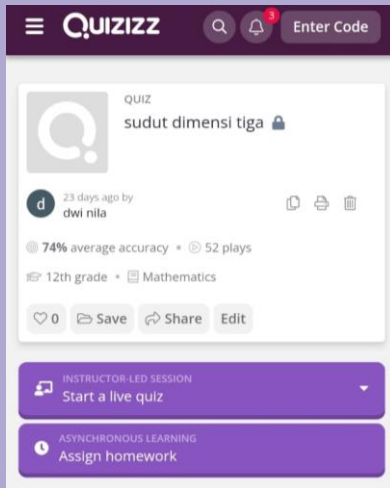 QUIZIZZ
3
Enter Code
QUIZ
sudut dimensi tiga
d
23 days ago by
dwi nila
74% average accuracy • 52 plays
12th grade • Mathematics
0 Save Share Edit
INSTRUCTOR-LED SESSION
Start a live quiz
ASYNCHRONOUS LEARNING
Assign homework